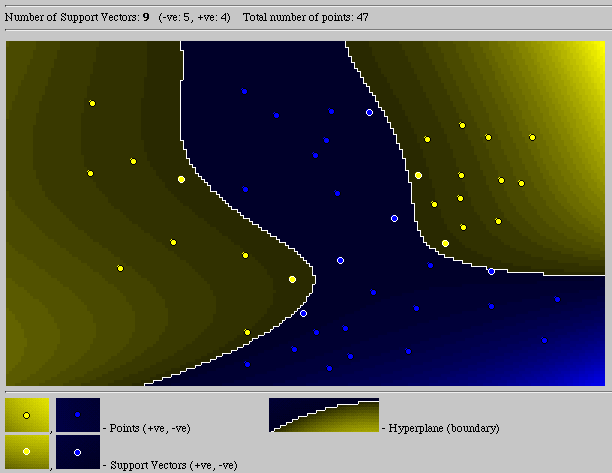 Number of Support Vectors: 9 (-ve: 5, +ve: 4) Total number of points: 47
, - Points (+ve, -ve)
- Hyperplane (boundary)
, - Support Vectors (+ve, -ve)